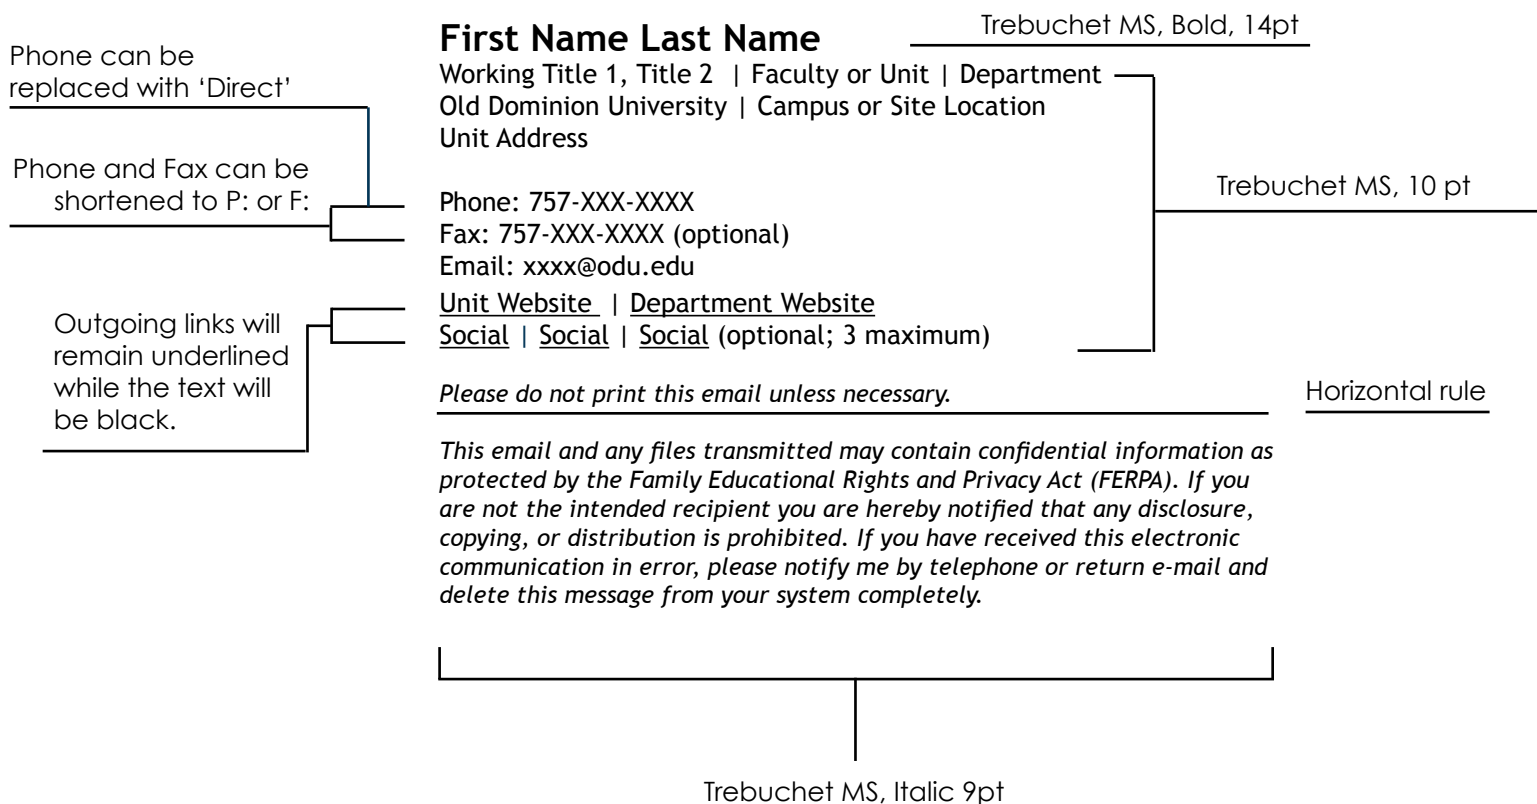 Trebuchet MS, Bold, 14pt
First Name Last Name
Phone can be
replaced with ‘Direct’
Working Title 1, Title 2  | Faculty or Unit | Department
Old Dominion University | Campus or Site Location
Unit Address
Phone and Fax can be
shortened to P: or F:
Trebuchet MS, 10 pt
Phone: 757-XXX-XXXX
Fax: 757-XXX-XXXX (optional)
Email: xxxx@odu.edu
Unit Website  | Department Website
Social | Social | Social (optional; 3 maximum)
Outgoing links will
remain underlined
while the text will
be black.
Please do not print this email unless necessary.
Horizontal rule
This email and any files transmitted may contain confidential information as
protected by the Family Educational Rights and Privacy Act (FERPA). If you
are not the intended recipient you are hereby notified that any disclosure,
copying, or distribution is prohibited. If you have received this electronic
communication in error, please notify me by telephone or return e-mail and
delete this message from your system completely.
Trebuchet MS, Italic 9pt